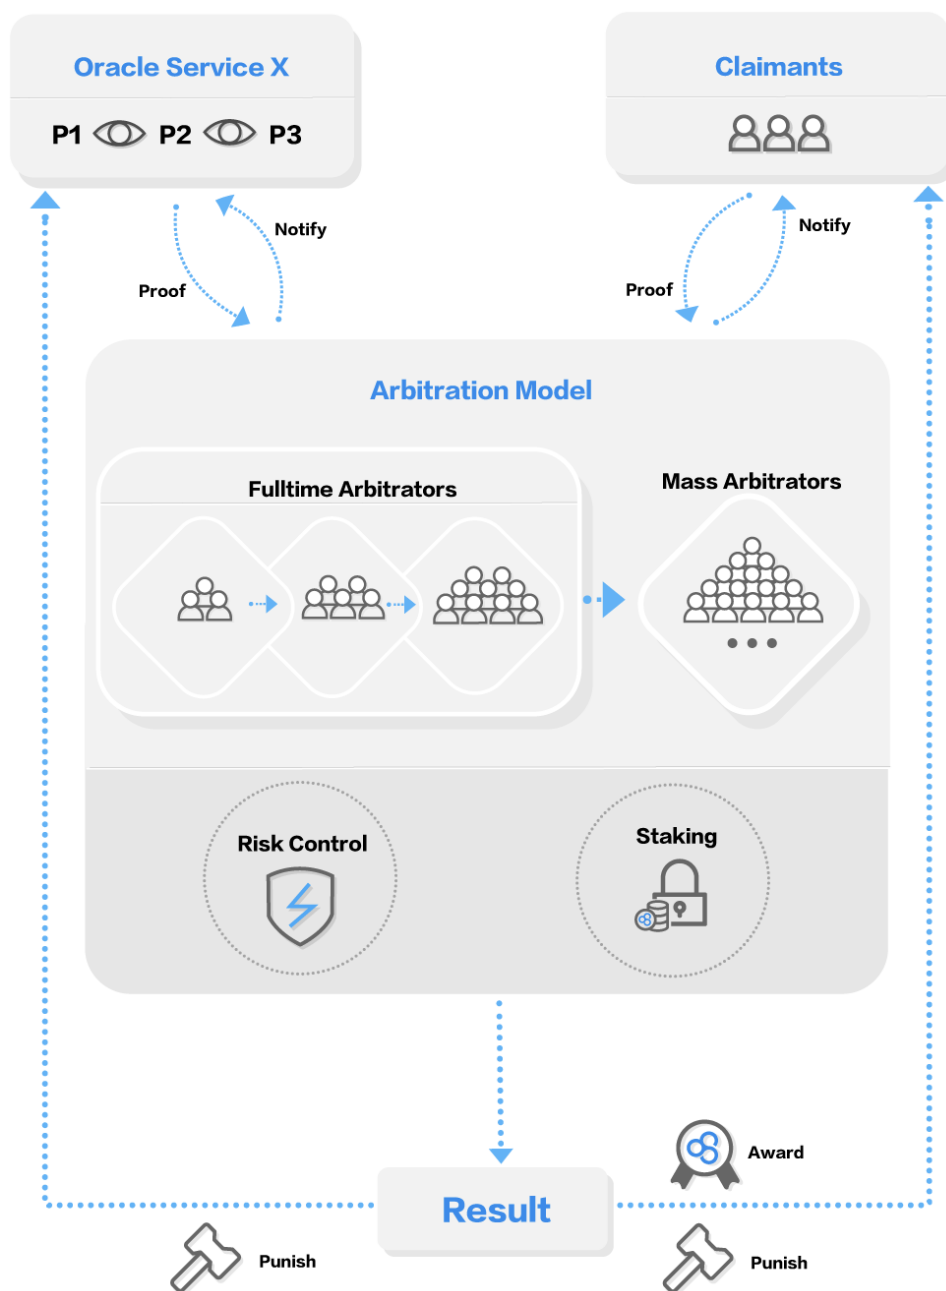 Oracle Service X
P1 P2 P3
Claimants
Notify
Proof
Notify
Proof
Arbitration Model
Fulltime Arbitrators
Mass Arbitrators
Risk Control
Staking
Award
Result
Punish
Punish